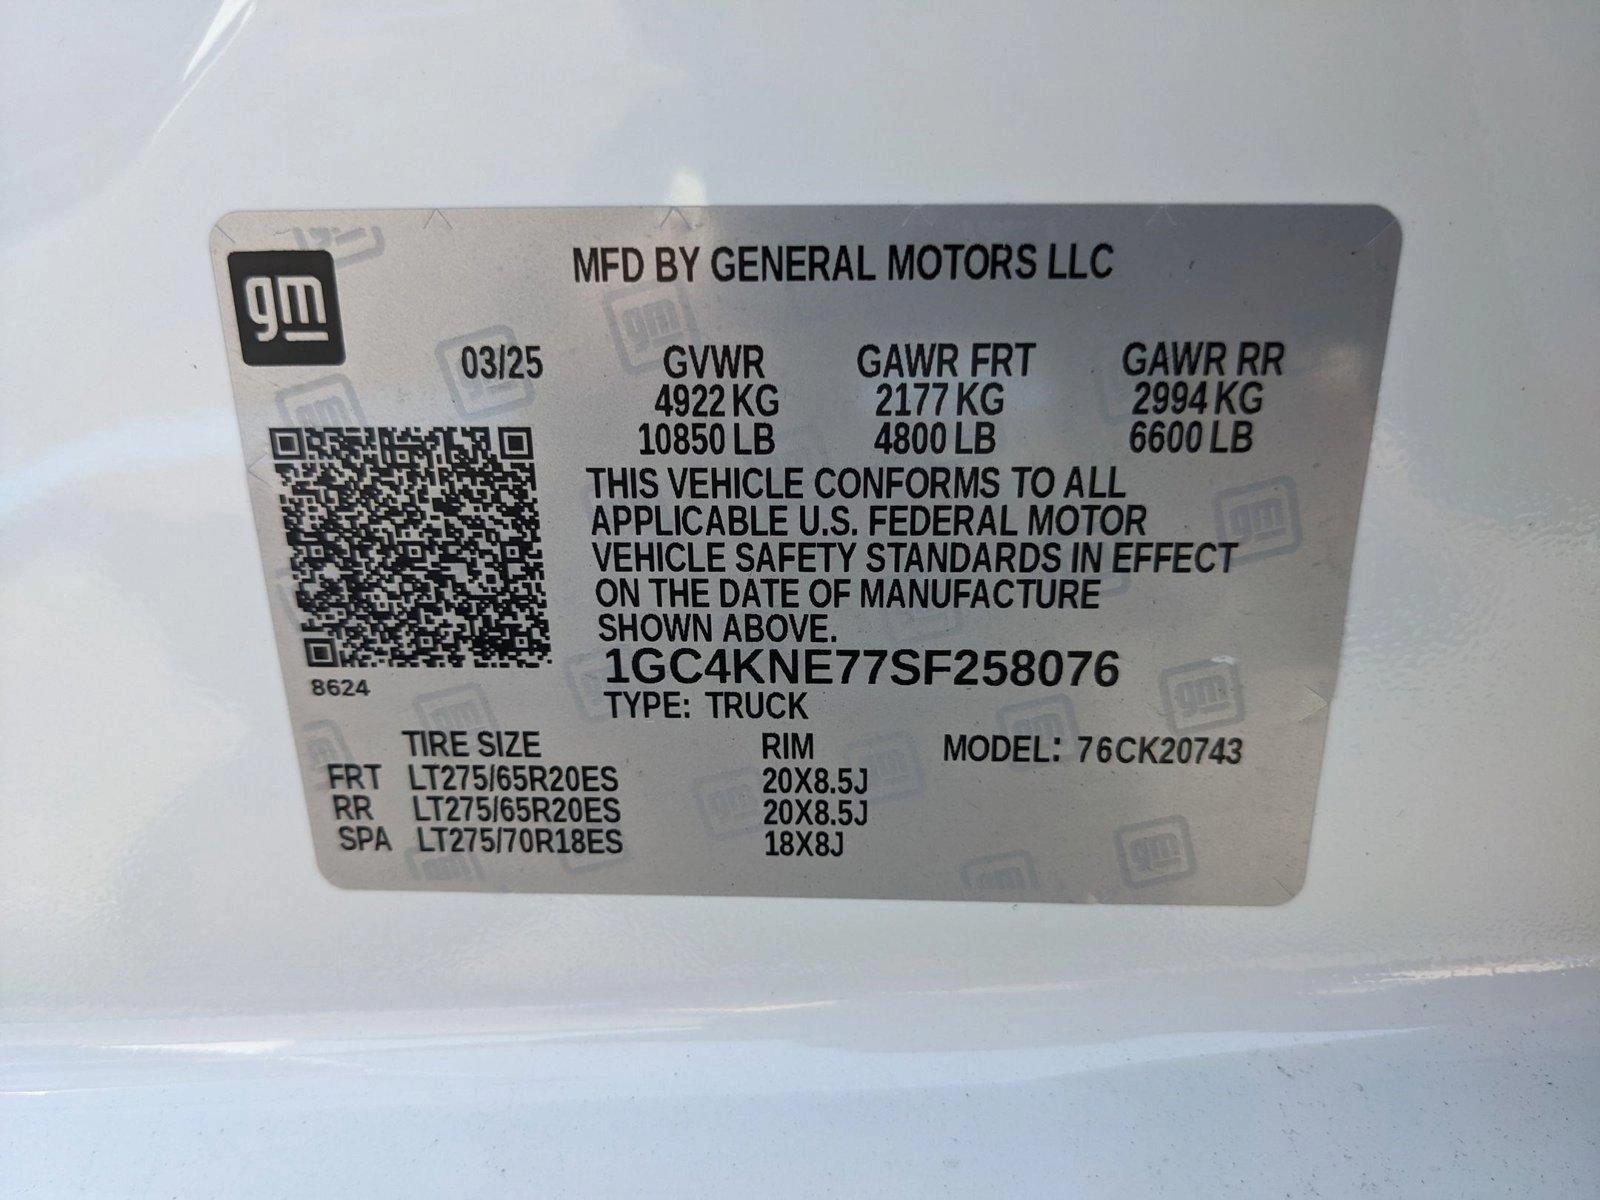 gm
MFD BY GENERAL MOTORS LLC
03/25 GVWR GAWR FRT GAWR RR
4922 KG 2177 KG 2994 KG
10850 LB 4800 LB 6600 LB
THIS VEHICLE CONFORMS TO ALL
APPLICABLE U.S. FEDERAL MOTOR
VEHICLE SAFETY STANDARDS IN EFFECT
ON THE DATE OF MANUFACTURE
SHOWN ABOVE.
1GC4KNE77SF258076
8624
TYPE: TRUCK
TIRE SIZE RIM MODEL: 76CK20743
FRT LT275/65R20ES 20X8.5J
RR LT275/65R20ES 20X8.5J
SPA LT275/70R18ES 18X8J